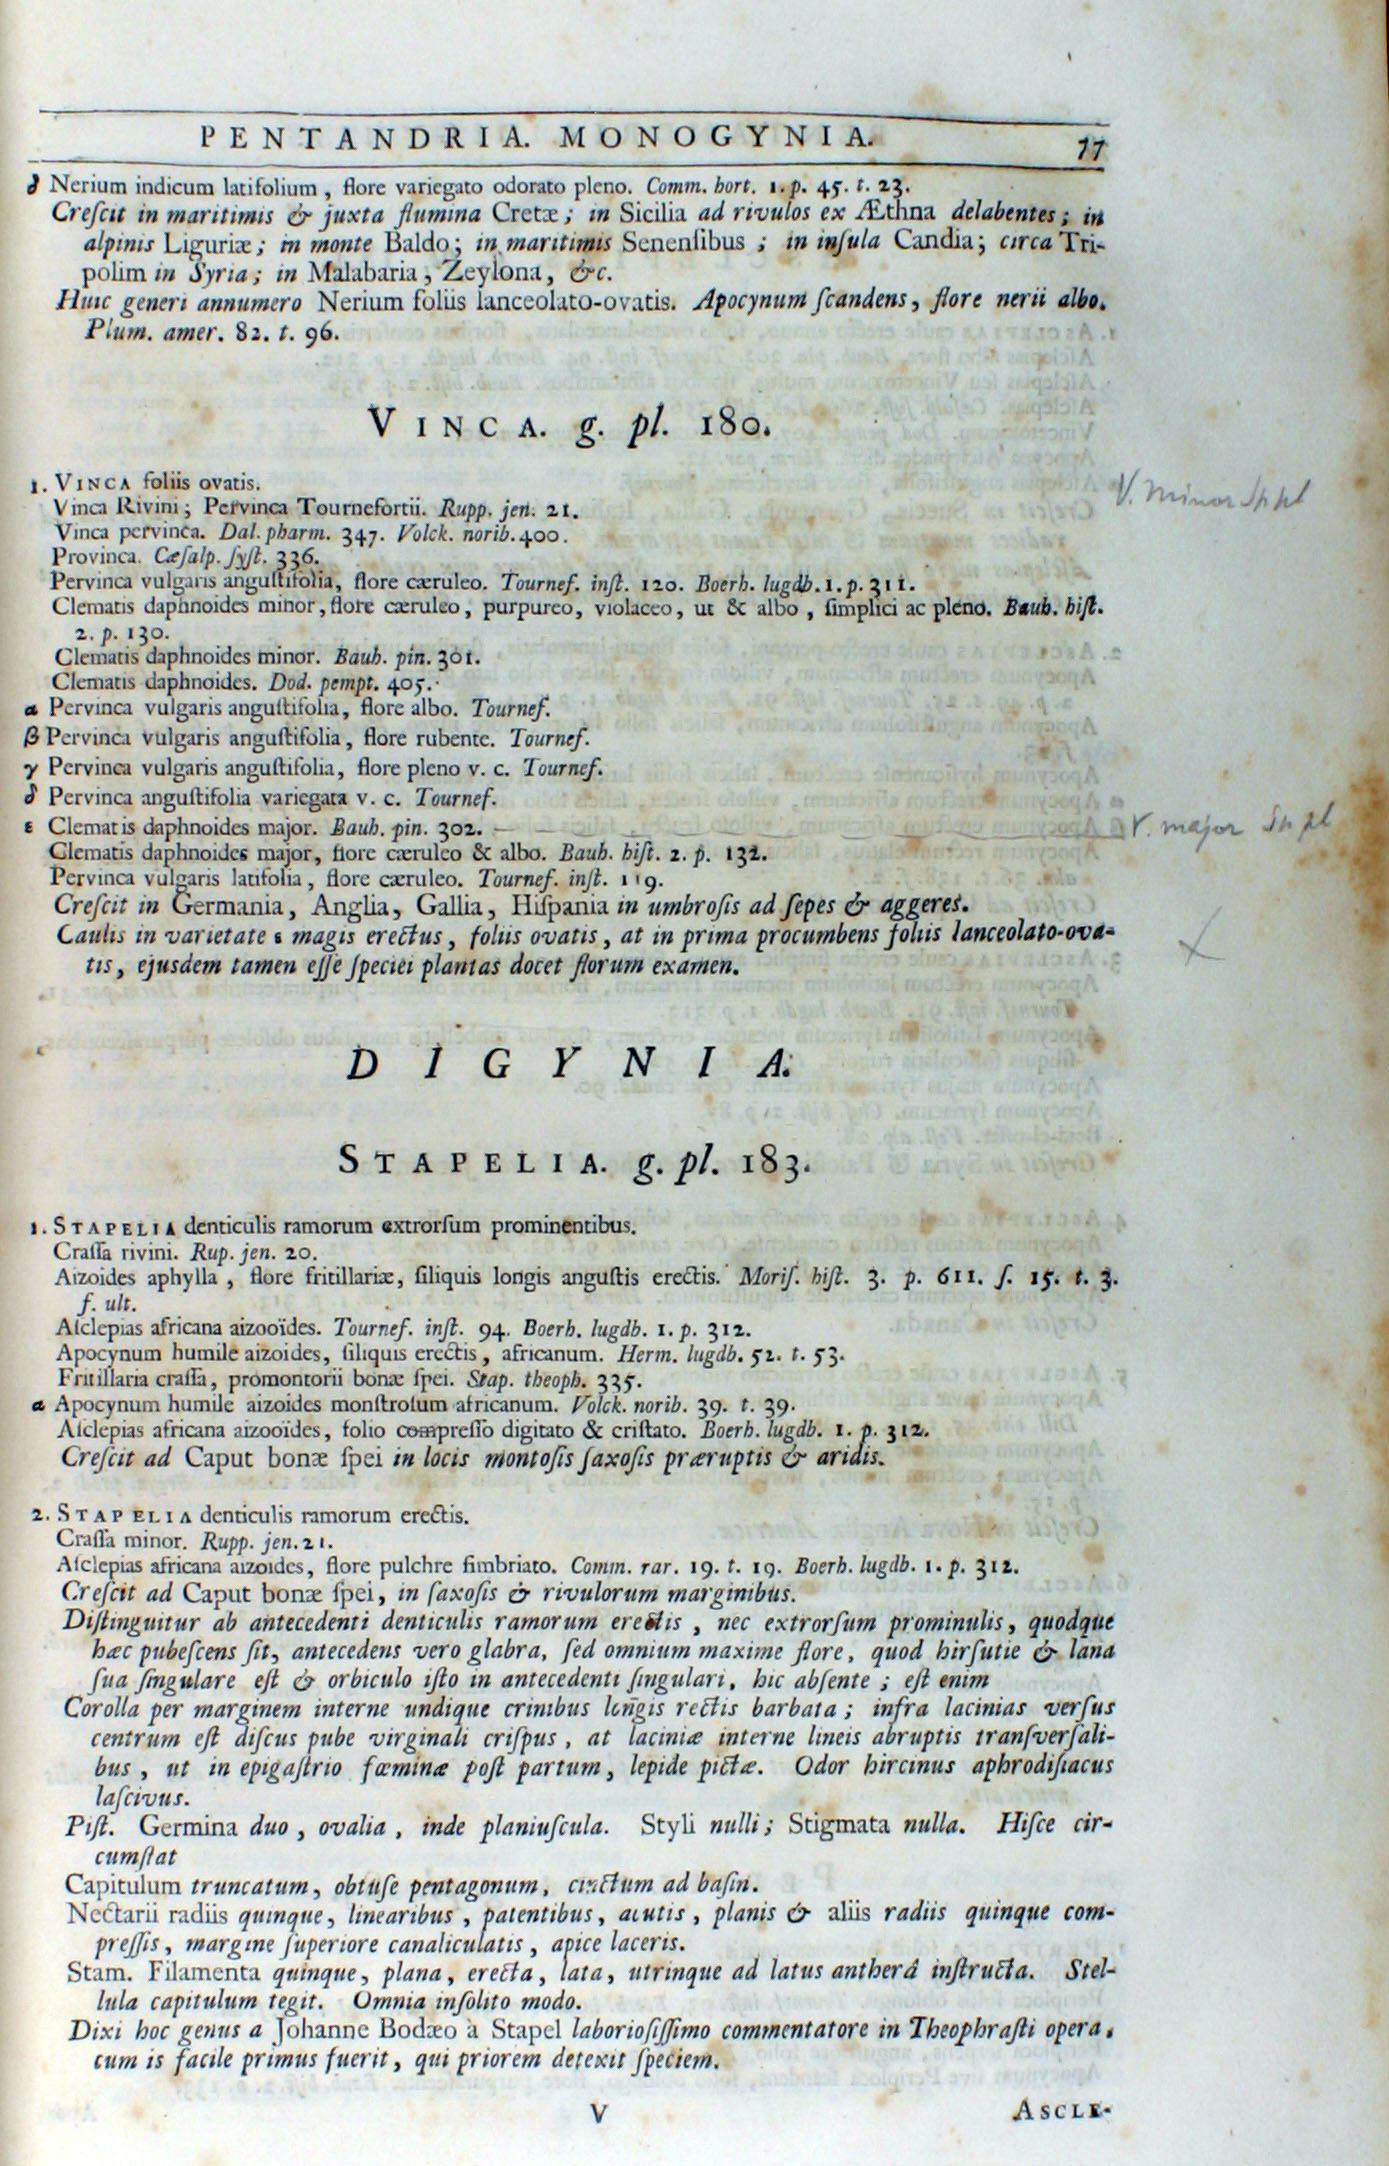 PENTANDRIA. MONOGYNIA. 77
δ Nerium indicum latifolium, flore variegato odorato pleno. Comm. hort. 1. p. 45. t. 23.
Creſcit in maritimis & juxta flumina Cretæ; in Sicilia ad rivulos ex Æthna delabentes; in
alpinis Liguriæ; in monte Baldo; in maritimis Senenſibus; in inſula Candia; circa Tri-
polim in Syria; in Malabaria, Zeylona, &c.
Huic generi annumero Nerium foliis lanceolato-ovatis. Apocynum ſcandens, flore nerii albo.
Plum. amer. 82. t. 96.
VINCA. g. pl. 180.
1. VINCA foliis ovatis.
V. minor Sp pl
Vinca Rivini; Pervinca Tournefortii. Rupp. jen. 21.
Vinca pervinca. Dal. pharm. 347. Volck. norib. 400.
Provinca. Cæſalp. ſyſt. 336.
Pervinca vulgaris anguſtifolia, flore cæruleo. Tournef. inſt. 120. Boerh. lugdb. 1. p. 311.
Clematis daphnoides minor, flore cæruleo, purpureo, violaceo, ut & albo, ſimplici ac pleno. Bauh. hiſt.
2. p. 130.
Clematis daphnoides minor. Bauh. pin. 301.
Clematis daphnoides. Dod. pempt. 405.
α Pervinca vulgaris anguſtifolia, flore albo. Tournef.
β Pervinca vulgaris anguſtifolia, flore rubente. Tournef.
γ Pervinca vulgaris anguſtifolia, flore pleno v. c. Tournef.
δ Pervinca anguſtifolia variegata v. c. Tournef.
ε Clematis daphnoides major. Bauh. pin. 302.
V. major Sp pl
Clematis daphnoides major, flore cæruleo & albo. Bauh. hiſt. 2. p. 132.
Pervinca vulgaris latifolia, flore cæruleo. Tournef. inſt. 119.
Creſcit in Germania, Anglia, Gallia, Hiſpania in umbroſis ad ſepes & aggeres.
Caulis in varietate ε magis erectus, foliis ovatis, at in prima procumbens foliis lanceolato-ova-
tis, ejusdem tamen eſſe ſpeciei plantas docet florum examen.
DIGYNIA.
STAPELIA. g. pl. 183.
1. STAPELIA denticulis ramorum extrorſum prominentibus.
Craſſa rivini. Rup. jen. 20.
Aizoides aphylla, flore fritillariæ, ſiliquis longis anguſtis erectis. Moriſ. hiſt. 3. p. 611. ſ. 15. t. 3.
f. ult.
Aſclepias africana aizooïdes. Tournef. inſt. 94. Boerh. lugdb. 1. p. 312.
Apocynum humile aizoides, ſiliquis erectis, africanum. Herm. lugdb. 52. t. 53.
Fritillaria craſſa, promontorii bonæ ſpei. Stap. theoph. 335.
α Apocynum humile aizoides monſtroſum africanum. Volck. norib. 39. t. 39.
Aſclepias africana aizooïdes, folio compreſſo digitato & criſtato. Boerh. lugdb. 1. p. 312.
Creſcit ad Caput bonæ ſpei in locis montoſis ſaxoſis præruptis & aridis.
2. STAPELIA denticulis ramorum erectis.
Craſſa minor. Rupp. jen. 21.
Aſclepias africana aizoides, flore pulchre fimbriato. Comm. rar. 19. t. 19. Boerh. lugdb. 1. p. 312.
Creſcit ad Caput bonæ ſpei, in ſaxoſis & rivulorum marginibus.
Diſtinguitur ab antecedenti denticulis ramorum erectis, nec extrorſum prominulis, quodque
hæc pubeſcens ſit, antecedens vero glabra, ſed omnium maxime flore, quod hirſutie & lana
ſua ſingulare eſt & orbiculo iſto in antecedenti ſingulari, hic abſente; eſt enim
Corolla per marginem interne undique crinibus longis rectis barbata; infra lacinias verſus
centrum eſt diſcus pube virginali criſpus, at laciniæ interne lineis abruptis transverſali-
bus, ut in epigaſtrio fœminæ poſt partum, lepide pictæ. Odor hircinus aphrodiſiacus
laſcivus.
Piſt. Germina duo, ovalia, inde planiuſcula. Styli nulli; Stigmata nulla. Hiſce cir-
cumſtat
Capitulum truncatum, obtuſe pentagonum, cinctum ad baſin.
Nectarii radiis quinque, linearibus, patentibus, acutis, planis & aliis radiis quinque com-
preſſis, margine ſuperiore canaliculatis, apice laceris.
Stam. Filamenta quinque, plana, erecta, lata, utrinque ad latus antherâ inſtructa. Stel-
lula capitulum tegit. Omnia inſolito modo.
Dixi hoc genus a Johanne Bodæo à Stapel laborioſiſſimo commentatore in Theophraſti opera,
cum is facile primus fuerit, qui priorem detexit ſpeciem.
V ASCLE-